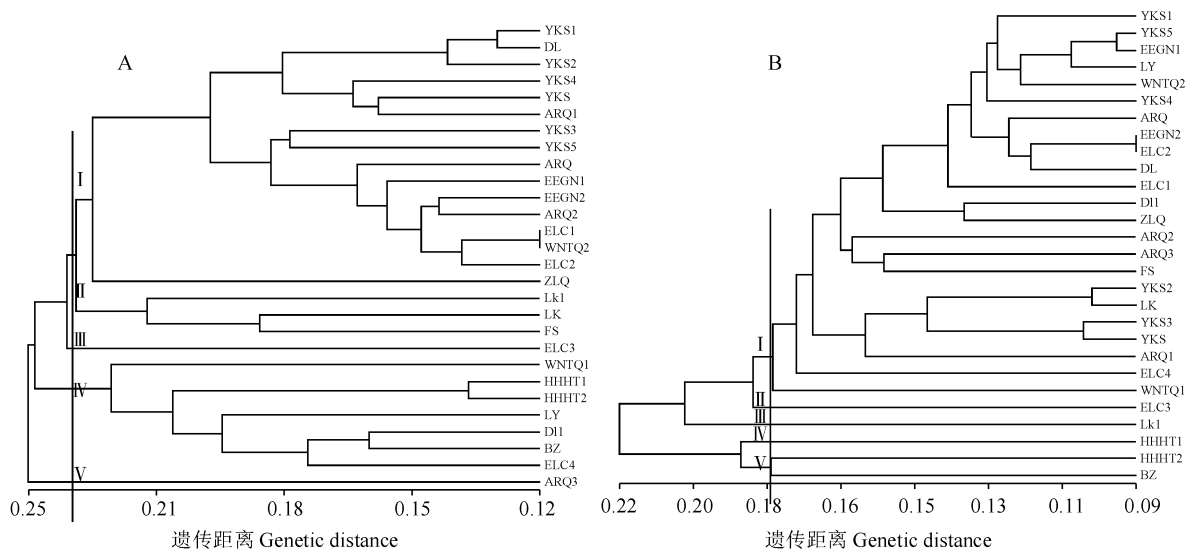 A
YKS1
DL
YKS2
YKS4
YKS
ARQ1
YKS3
YKS5
ARQ
EEGN1
EEGN2
ARQ2
ELC1
WNTQ2
ELC2
ZLQ
Lk1
LK
FS
ELC3
WNTQ1
HHHT1
HHHT2
LY
Dl1
BZ
ELC4
ARQ3
I
II
III
IV
V
0.25 0.21 0.18 0.15 0.12
遗传距离 Genetic distance
B
YKS1
YKS5
EEGN1
LY
WNTQ2
YKS4
ARQ
EEGN2
ELC2
DL
ELC1
Dl1
ZLQ
ARQ2
ARQ3
FS
YKS2
LK
YKS3
YKS
ARQ1
ELC4
WNTQ1
ELC3
Lk1
HHHT1
HHHT2
BZ
I
II
III
IV
V
0.22 0.20 0.18 0.16 0.15 0.13 0.11 0.09
遗传距离 Genetic distance